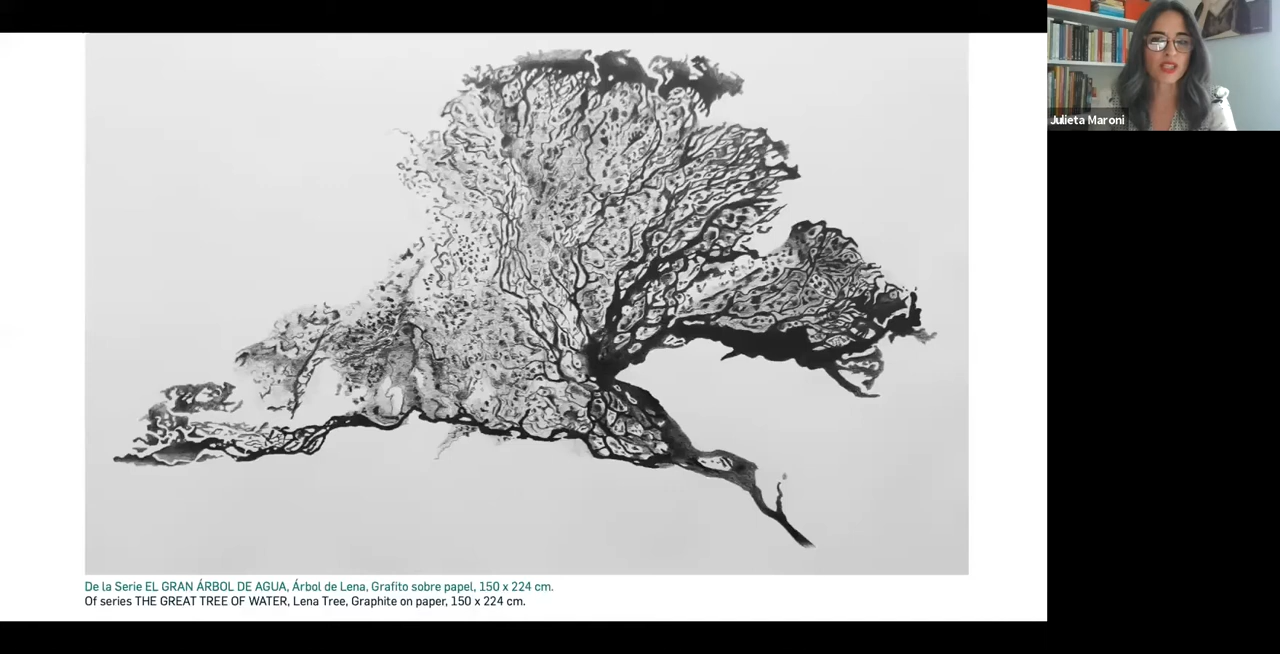 De la Serie EL GRAN ÁRBOL DE AGUA, Árbol de Lena, Grafito sobre papel, 150 x 224 cm.
Of series THE GREAT TREE OF WATER, Lena Tree, Graphite on paper, 150 x 224 cm.
Julieta Maroni